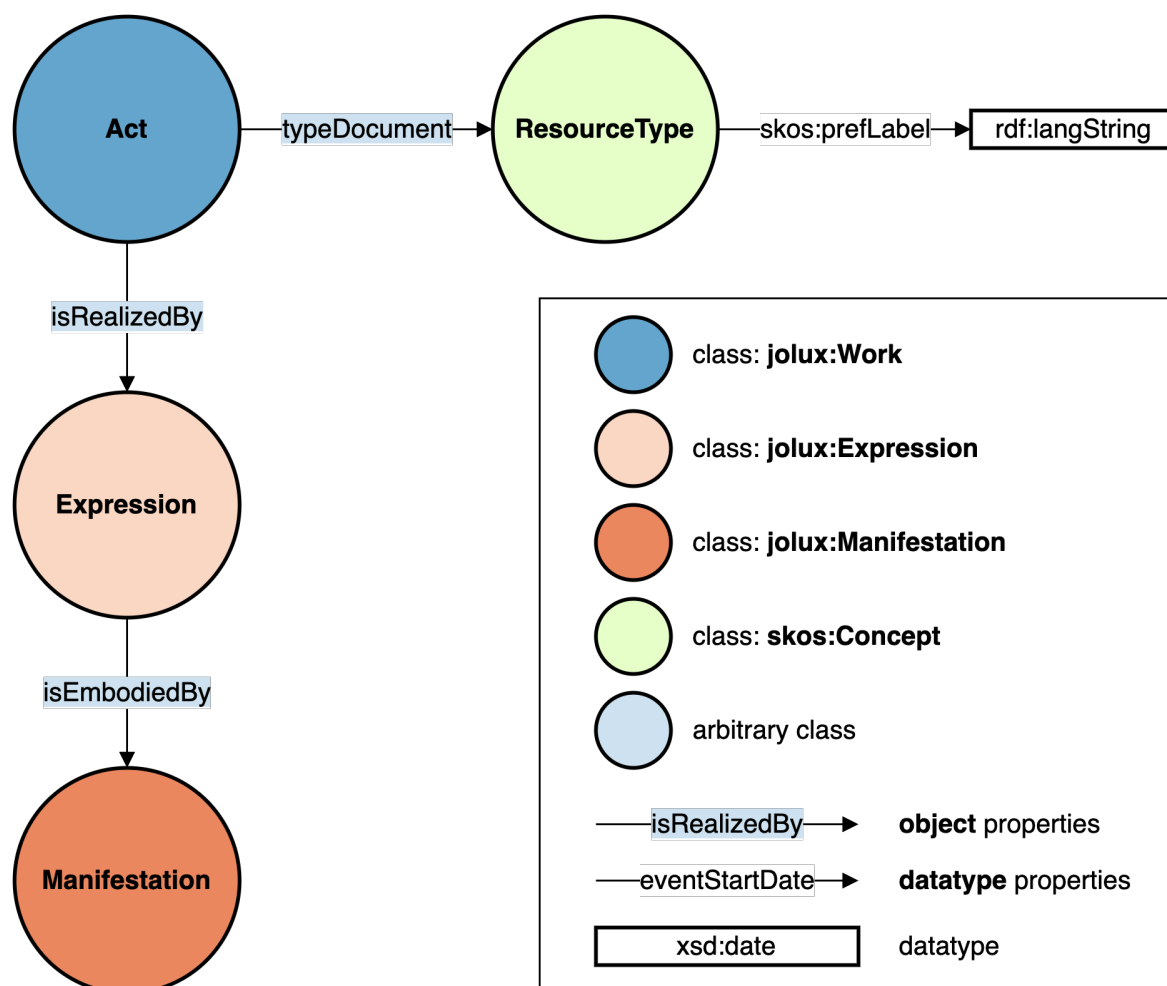 Act
typeDocument
ResourceType
skos:prefLabel
rdf:langString
isRealizedBy
Expression
isEmbodiedBy
Manifestation
class: jolux:Work
class: jolux:Expression
class: jolux:Manifestation
class: skos:Concept
arbitrary class
isRealizedBy
object properties
eventStartDate
datatype properties
xsd:date
datatype